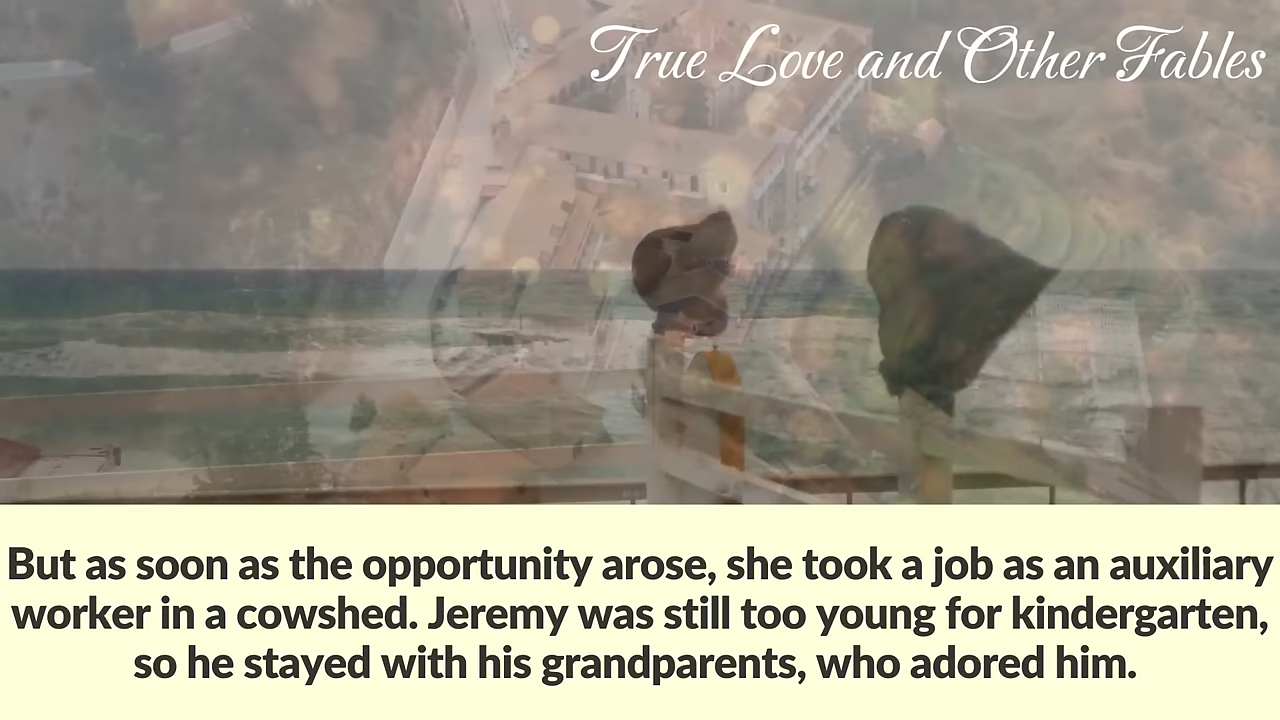 True Love and Other Fables
But as soon as the opportunity arose, she took a job as an auxiliary
worker in a cowshed. Jeremy was still too young for kindergarten,
so he stayed with his grandparents, who adored him.